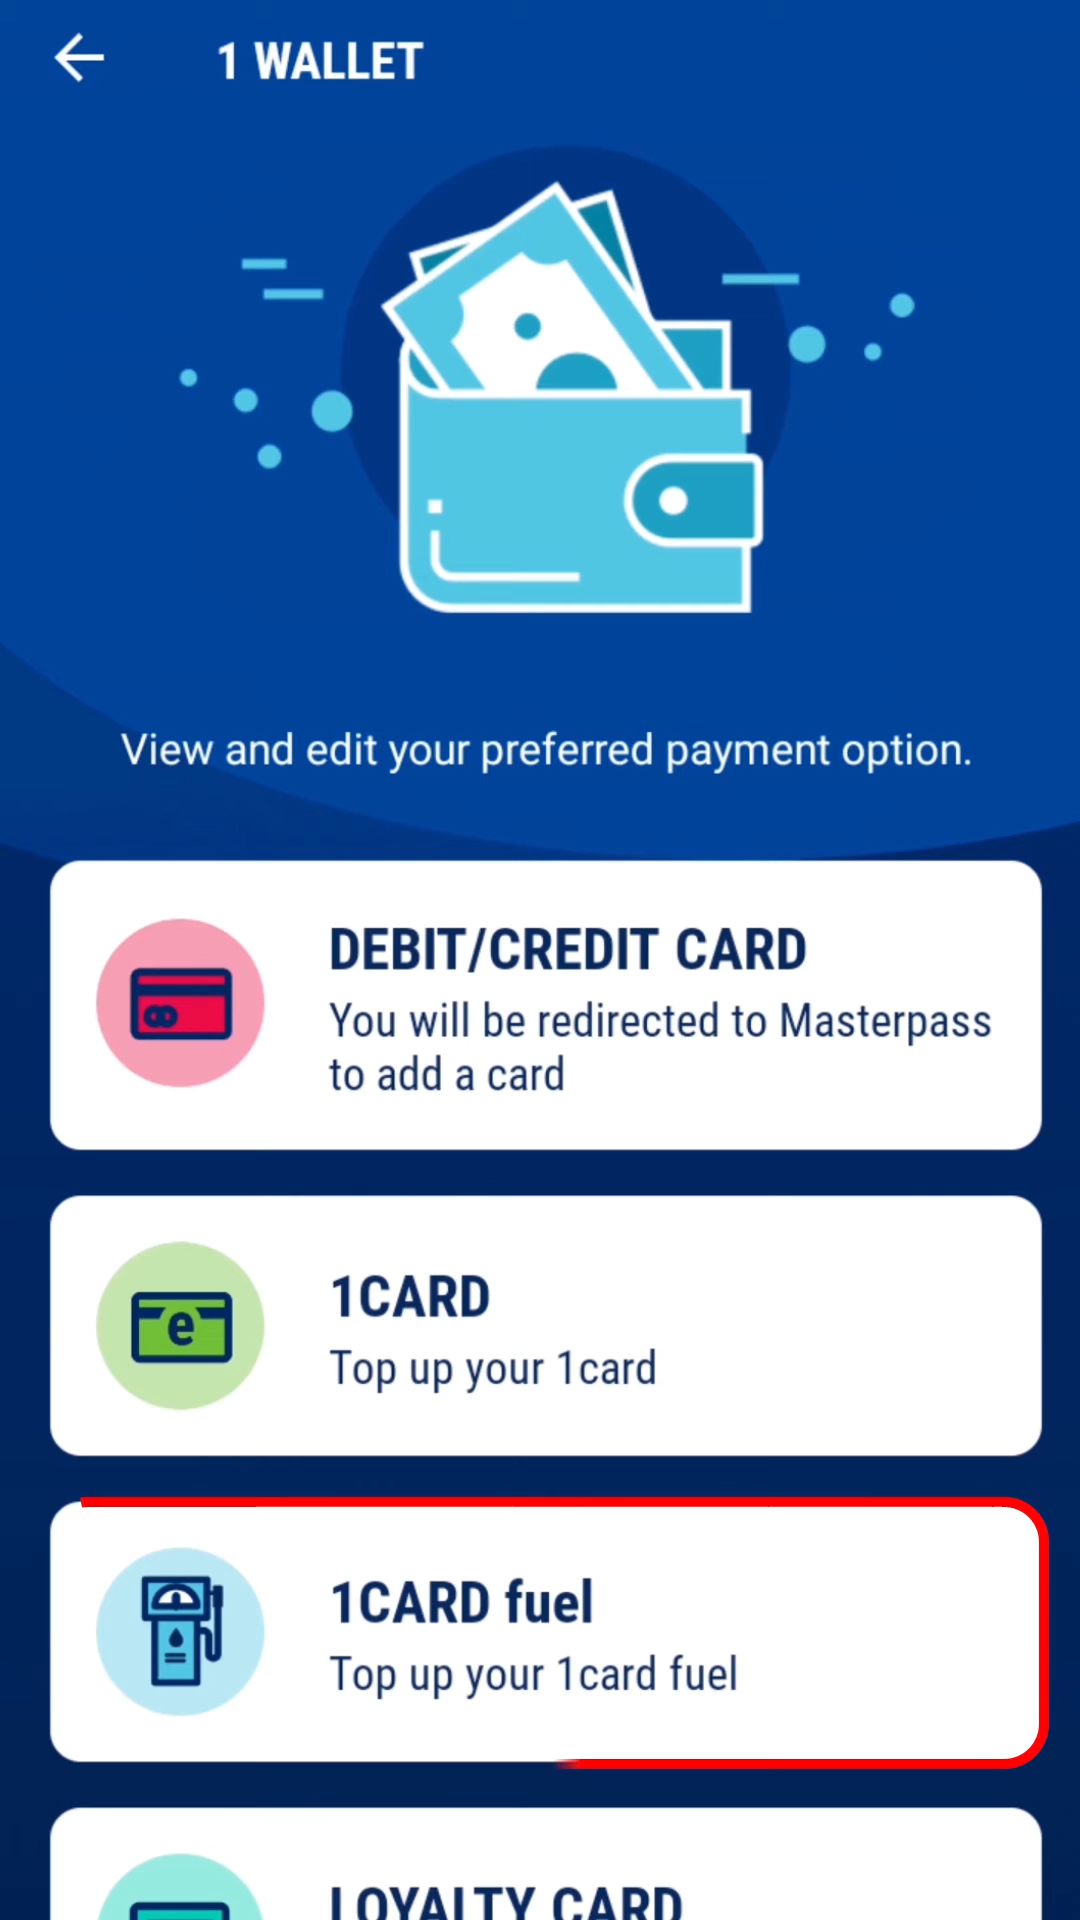 1 WALLET
View and edit your preferred payment option.
DEBIT/CREDIT CARD
You will be redirected to Masterpass
to add a card
e
1CARD
Top up your 1card
1CARD fuel
Top up your 1card fuel
LOYALTY CARD